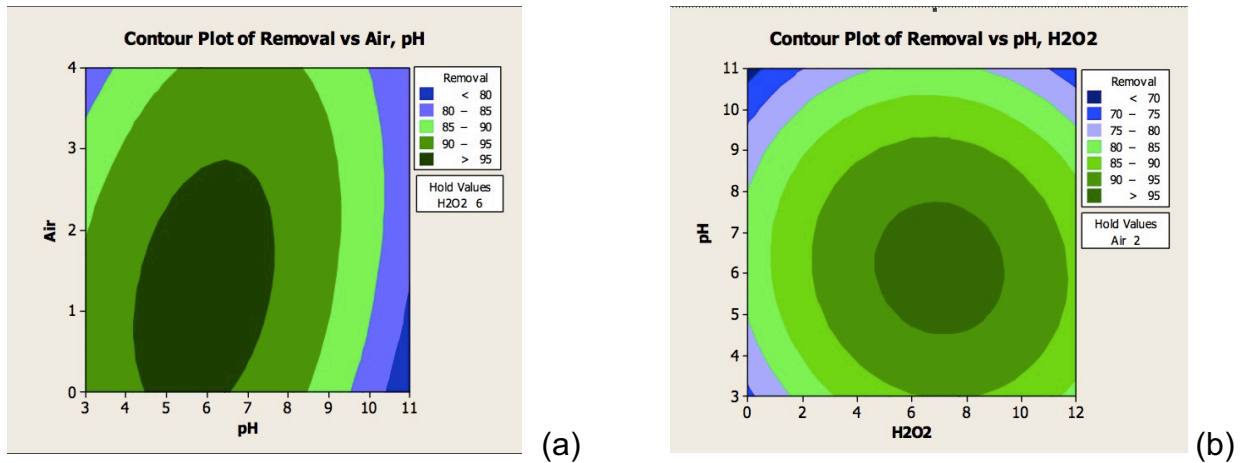 Contour Plot of Removal vs Air, pH
4
3
2
1
0
Air
3 4 5 6 7 8 9 10 11
pH
Removal
< 80
80 – 85
85 – 90
90 – 95
> 95
Hold Values
H2O2 6
(a)
Contour Plot of Removal vs pH, H2O2
11
10
9
8
7
6
5
4
3
pH
0 2 4 6 8 10 12
H2O2
Removal
< 70
70 – 75
75 – 80
80 – 85
85 – 90
90 – 95
> 95
Hold Values
Air 2
(b)